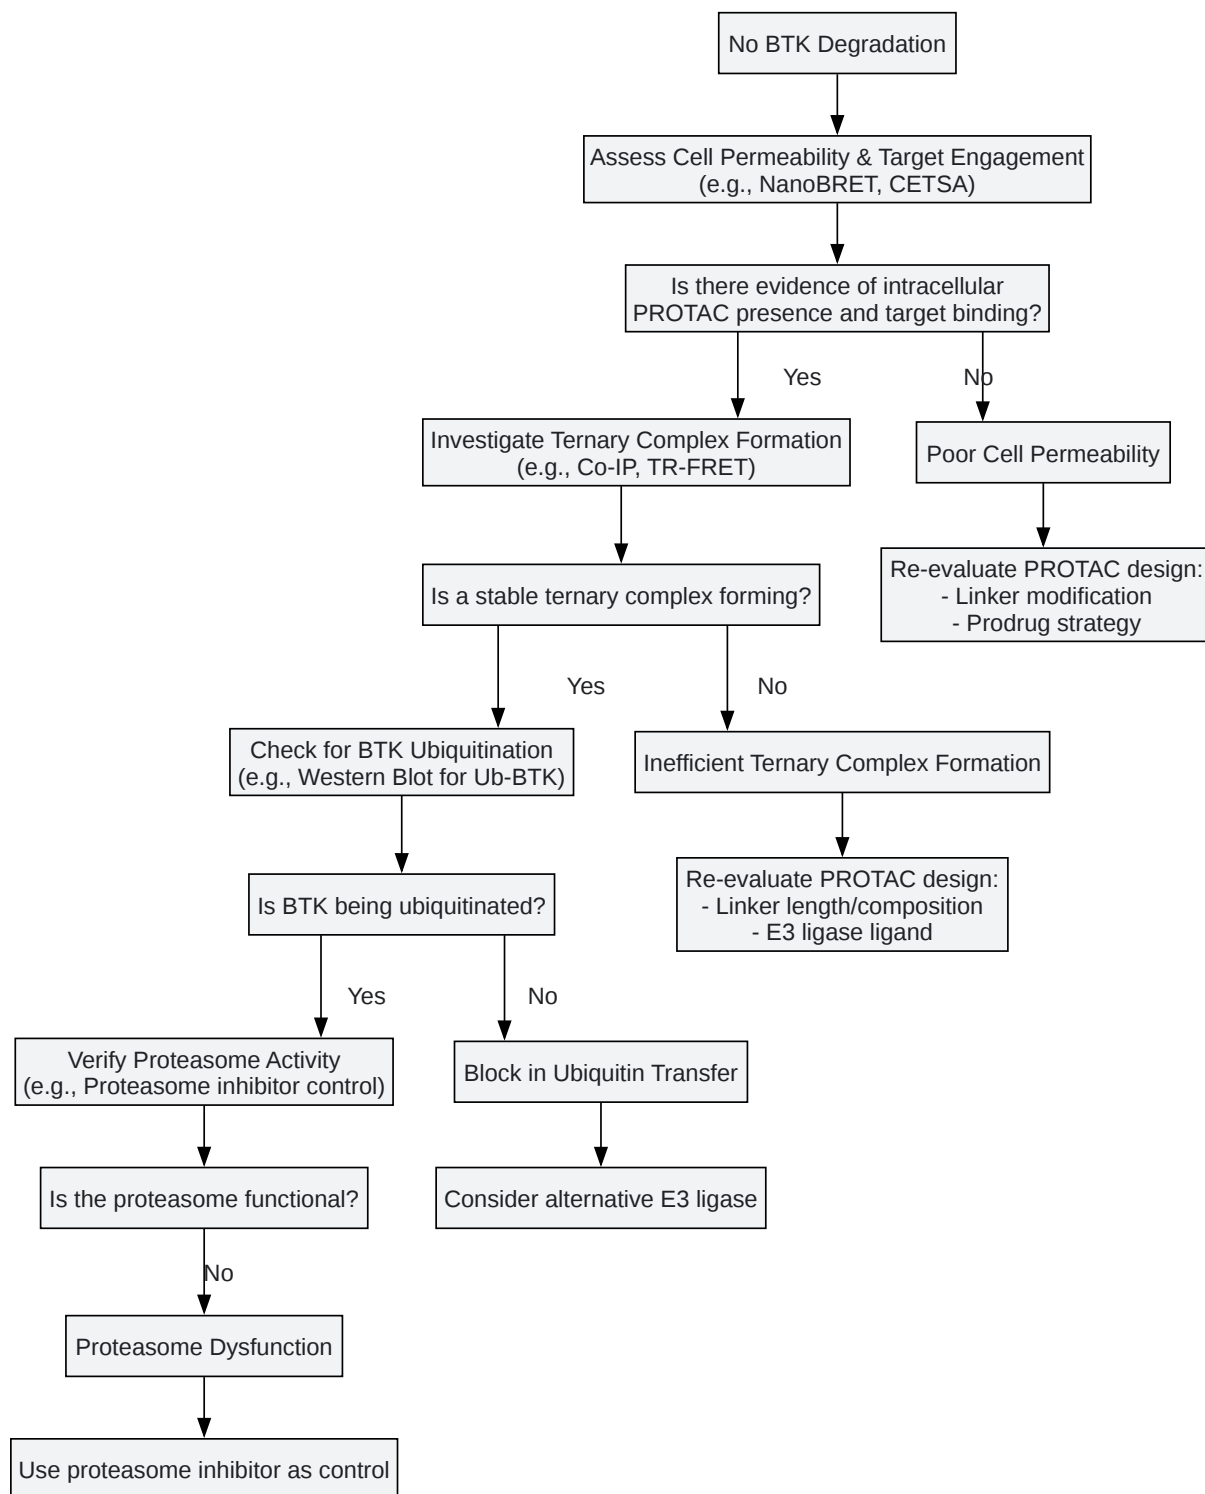 No BTK Degradation
Assess Cell Permeability & Target Engagement
(e.g., NanoBRET, CETSA)
Is there evidence of intracellular
PROTAC presence and target binding?
Yes
No
Investigate Ternary Complex Formation
(e.g., Co-IP, TR-FRET)
Poor Cell Permeability
Re-evaluate PROTAC design:
- Linker modification
- Prodrug strategy
Is a stable ternary complex forming?
Yes
No
Check for BTK Ubiquitination
(e.g., Western Blot for Ub-BTK)
Inefficient Ternary Complex Formation
Re-evaluate PROTAC design:
- Linker length/composition
- E3 ligase ligand
Is BTK being ubiquitinated?
Yes
No
Verify Proteasome Activity
(e.g., Proteasome inhibitor control)
Block in Ubiquitin Transfer
Is the proteasome functional?
Consider alternative E3 ligase
No
Proteasome Dysfunction
Use proteasome inhibitor as control